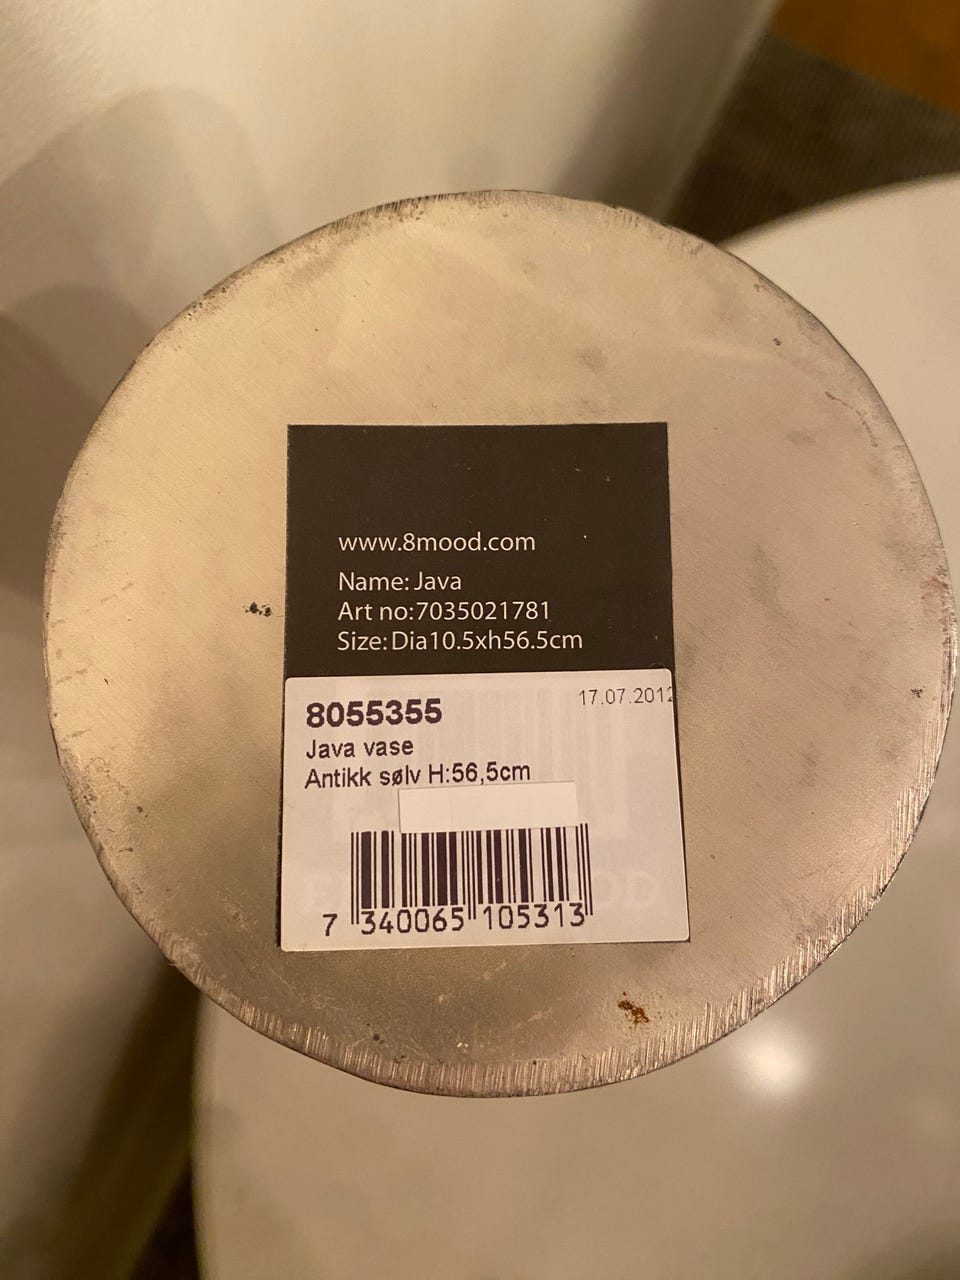 www.8mood.com
Name: Java
Art no:7035021781
Size:Dia10.5xh56.5cm
17.07.2012
8055355
Java vase
Antikk sølv H:56,5cm
7 340065 105313